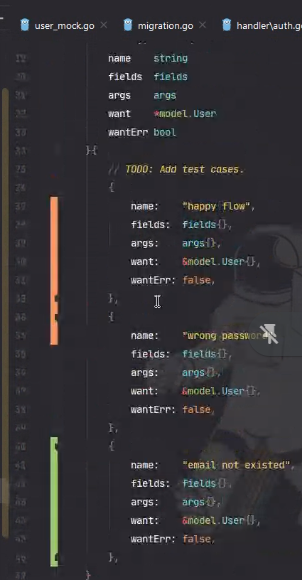 user_mock.go × migration.go × handler\auth.go
name string
fields fields
args args
want *model.User
wantErr bool
}{
// TODO: Add test cases.
{
name: "happy flow",
fields: fields{},
args: args{},
want: &model.User{},
wantErr: false,
},
{
name: "wrong password
fields: fields{},
args: args{},
want: &model.User{},
wantErr: false,
},
{
name: "email not existed",
fields: fields{},
args: args{},
want: &model.User{},
wantErr: false,
},
}